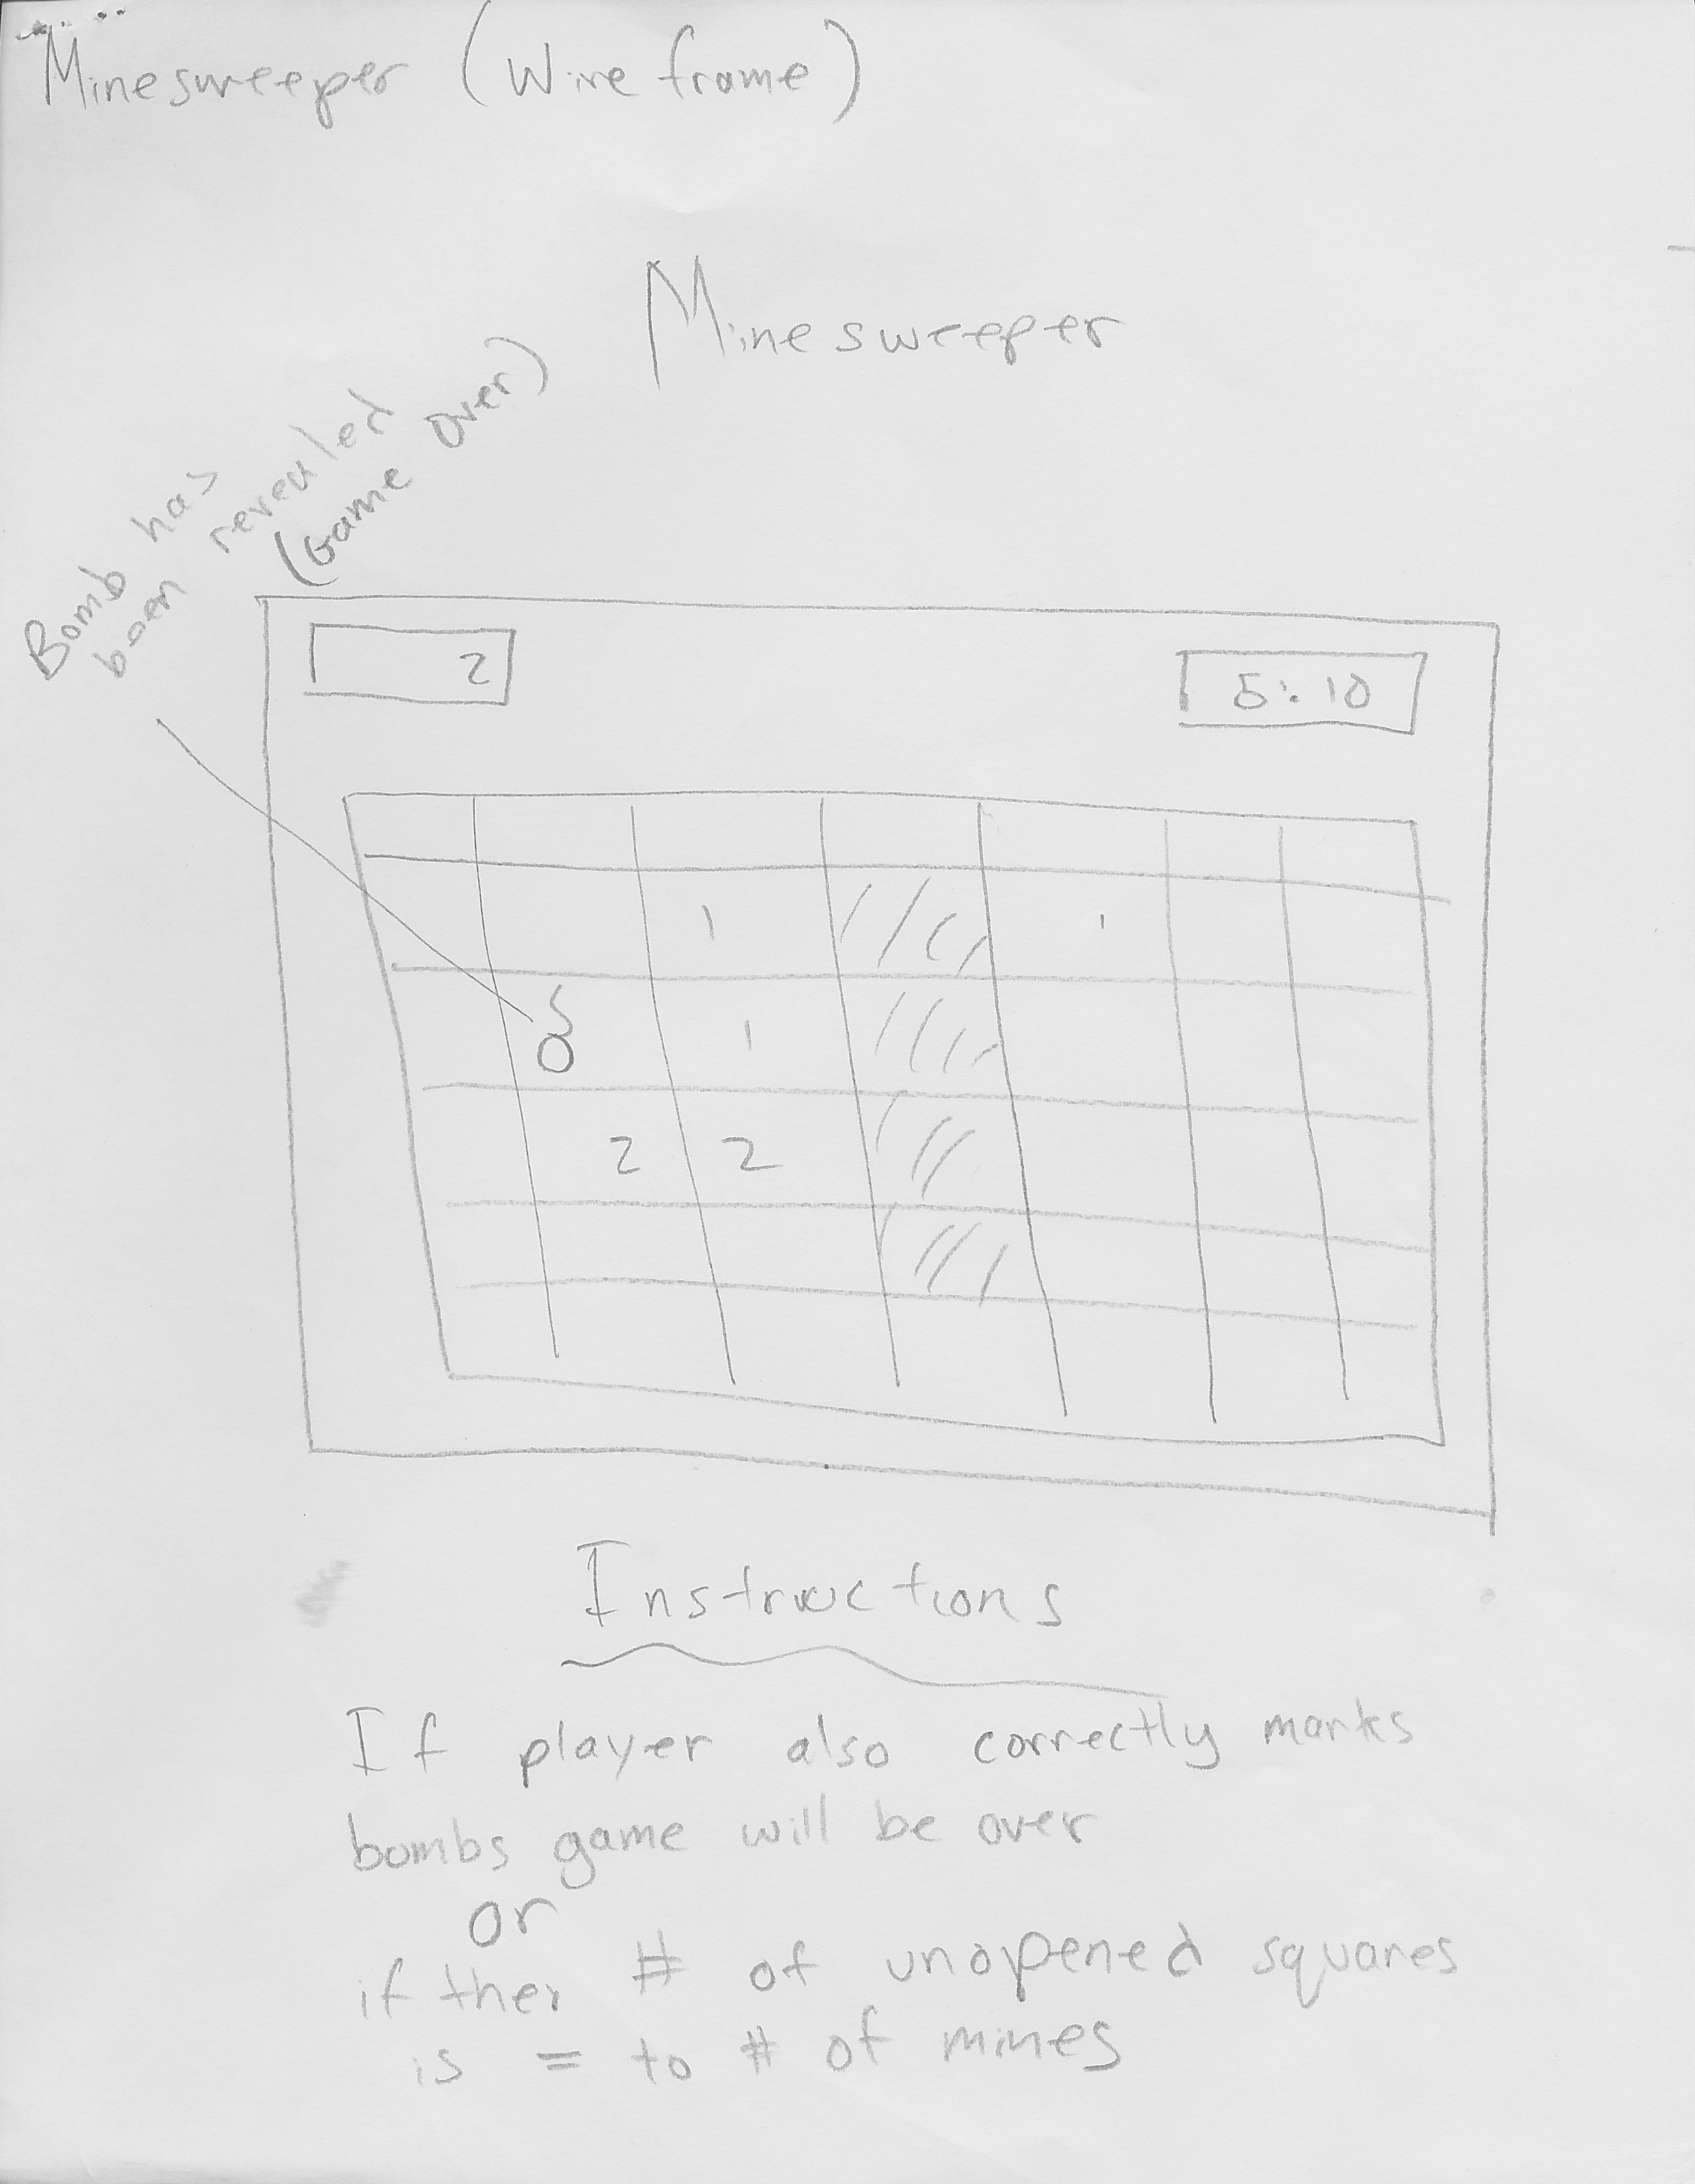 Minesweeper (Wire frame)
Minesweeper
Bomb has
been revealed
(Game Over)
2
5:10
1 1
1
2 2
Instructions
If player also correctly marks
bombs game will be over
or
if ther # of unopened squares
is = to # of mines